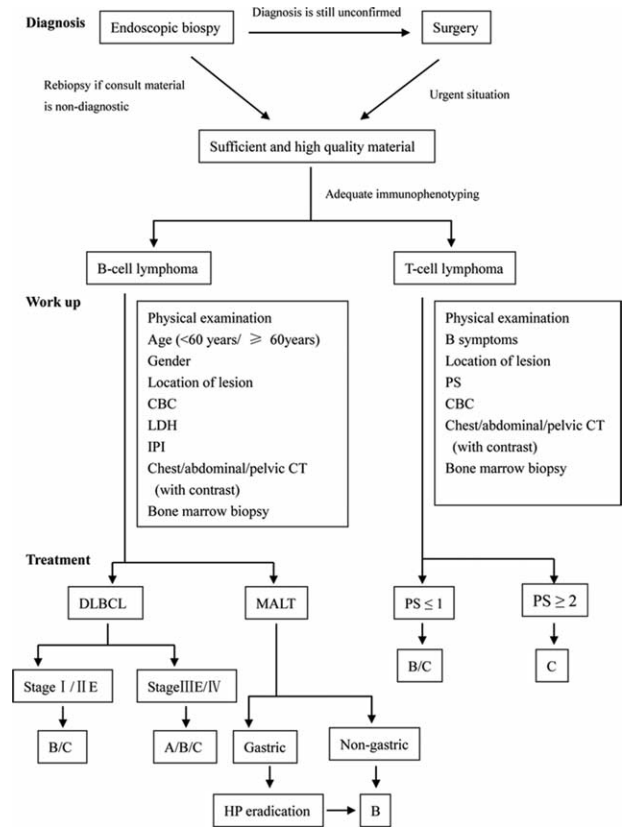 Diagnosis
Endoscopic biospy
Diagnosis is still unconfirmed
Surgery
Rebiopsy if consult material
is non-diagnostic
Urgent situation
Sufficient and high quality material
Adequate immunophenotyping
B-cell lymphoma
T-cell lymphoma
Work up
Physical examination
Age (<60 years/ ≥ 60years)
Gender
Location of lesion
CBC
LDH
IPI
Chest/abdominal/pelvic CT
(with contrast)
Bone marrow biopsy
Physical examination
B symptoms
Location of lesion
PS
CBC
Chest/abdominal/pelvic CT
(with contrast)
Bone marrow biopsy
Treatment
DLBCL
MALT
PS ≤ 1
PS ≥ 2
B/C
C
Stage Ⅰ/ⅡE
StageⅢE/Ⅳ
B/C
A/B/C
Gastric
Non-gastric
HP eradication
B